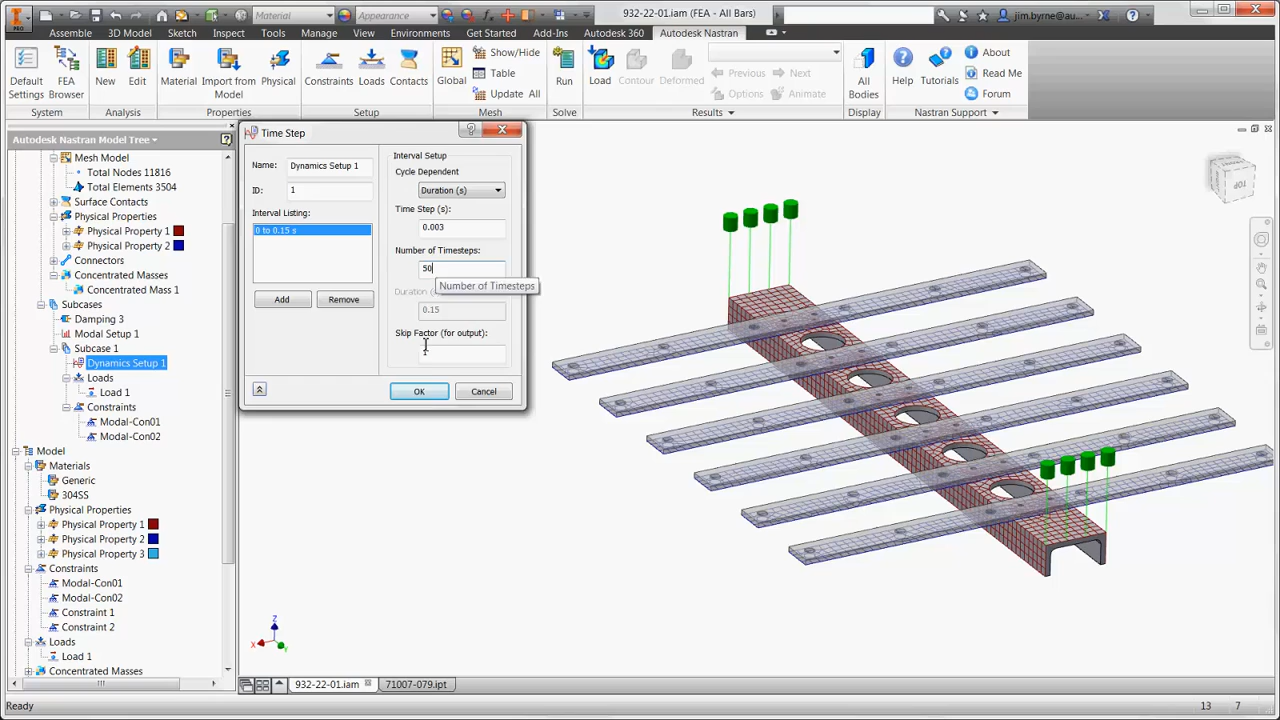 PRO
Material
Appearance
932-22-01.iam (FEA - All Bars)
jim.byrne@au...
Assembly
3D Model
Sketch
Inspect
Tools
Manage
View
Environments
Get Started
Add-Ins
Autodesk 360
Autodesk Nastran
Default Settings
FEA Browser
New
Edit
Material
Import from Model
Physical
Constraints
Loads
Contacts
Global
Show/Hide
Table
Update All
Run
Load
Contour
Deformed
Previous
Next
Options
Animate
All Bodies
Help
Tutorials
About
Read Me
Forum
System
Analysis
Properties
Setup
Mesh
Solve
Results
Display
Nastran Support
Autodesk Nastran Model Tree
Mesh Model
Total Nodes 11816
Total Elements 3504
Surface Contacts
Physical Properties
Physical Property 1
Physical Property 2
Connectors
Concentrated Masses
Concentrated Mass 1
Subcases
Damping 3
Modal Setup 1
Subcase 1
Dynamics Setup 1
Loads
Load 1
Constraints
Modal-Con01
Modal-Con02
Model
Materials
Generic
304SS
Physical Properties
Physical Property 1
Physical Property 2
Physical Property 3
Constraints
Modal-Con01
Modal-Con02
Constraint 1
Constraint 2
Loads
Load 1
Concentrated Masses
Time Step
Name: Dynamics Setup 1
ID: 1
Interval Listing:
0 to 0.15 s
Add
Remove
Interval Setup
Cycle Dependent
Duration (s)
Time Step (s):
0.003
Number of Timesteps:
50
Number of Timesteps
Duration (
0.15
Skip Factor (for output):
1
OK
Cancel
TOP
Z
X
Y
932-22-01.iam
71007-079.ipt
Ready
13
7